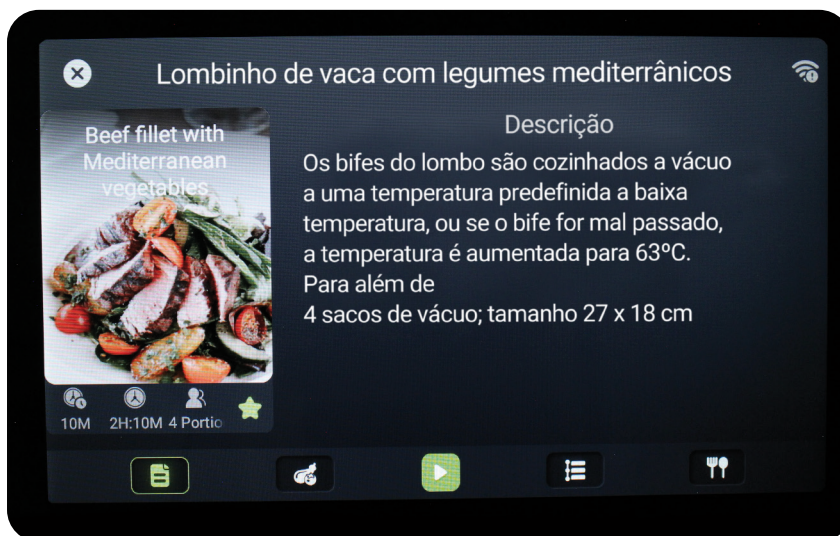 Lombinho de vaca com legumes mediterrânicos
Beef fillet with
Mediterranean
vegetables
10M
2H:10M
4 Portio
Descrição
Os bifes do lombo são cozinhados a vácuo
a uma temperatura predefinida a baixa
temperatura, ou se o bife for mal passado,
a temperatura é aumentada para 63ºC.
Para além de
4 sacos de vácuo; tamanho 27 x 18 cm